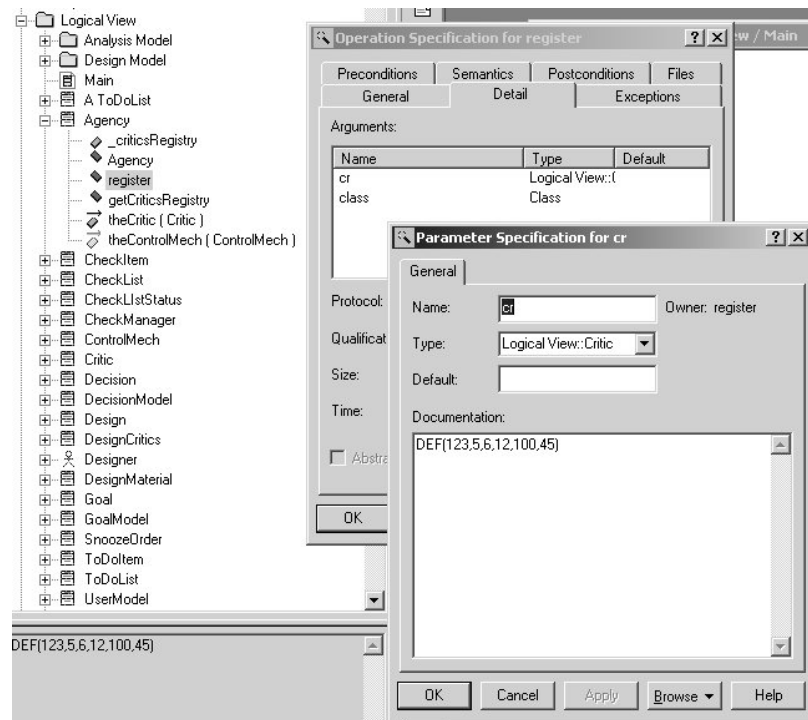 Logical View
Analysis Model
Design Model
Main
A ToDoList
Agency
_criticsRegistry
Agency
register
getCriticsRegistry
theCritic ( Critic )
theControlMech ( ControlMech )
CheckItem
CheckList
CheckLIstStatus
CheckManager
ControlMech
Critic
Decision
DecisionModel
Design
DesignCritics
Designer
DesignMaterial
Goal
GoalModel
SnoozeOrder
ToDoItem
ToDoList
UserModel
DEF(123,5,6,12,100,45)
ew / Main
Operation Specification for register
Preconditions Semantics Postconditions Files
General Detail Exceptions
Arguments:
Name Type Default
cr Logical View::(
class Class
Protocol:
Qualificat
Size:
Time:
Abstra
OK
Parameter Specification for cr
General
Name: cr Owner: register
Type: Logical View::Critic
Default:
Documentation:
DEF(123,5,6,12,100,45)
OK Cancel Apply Browse Help